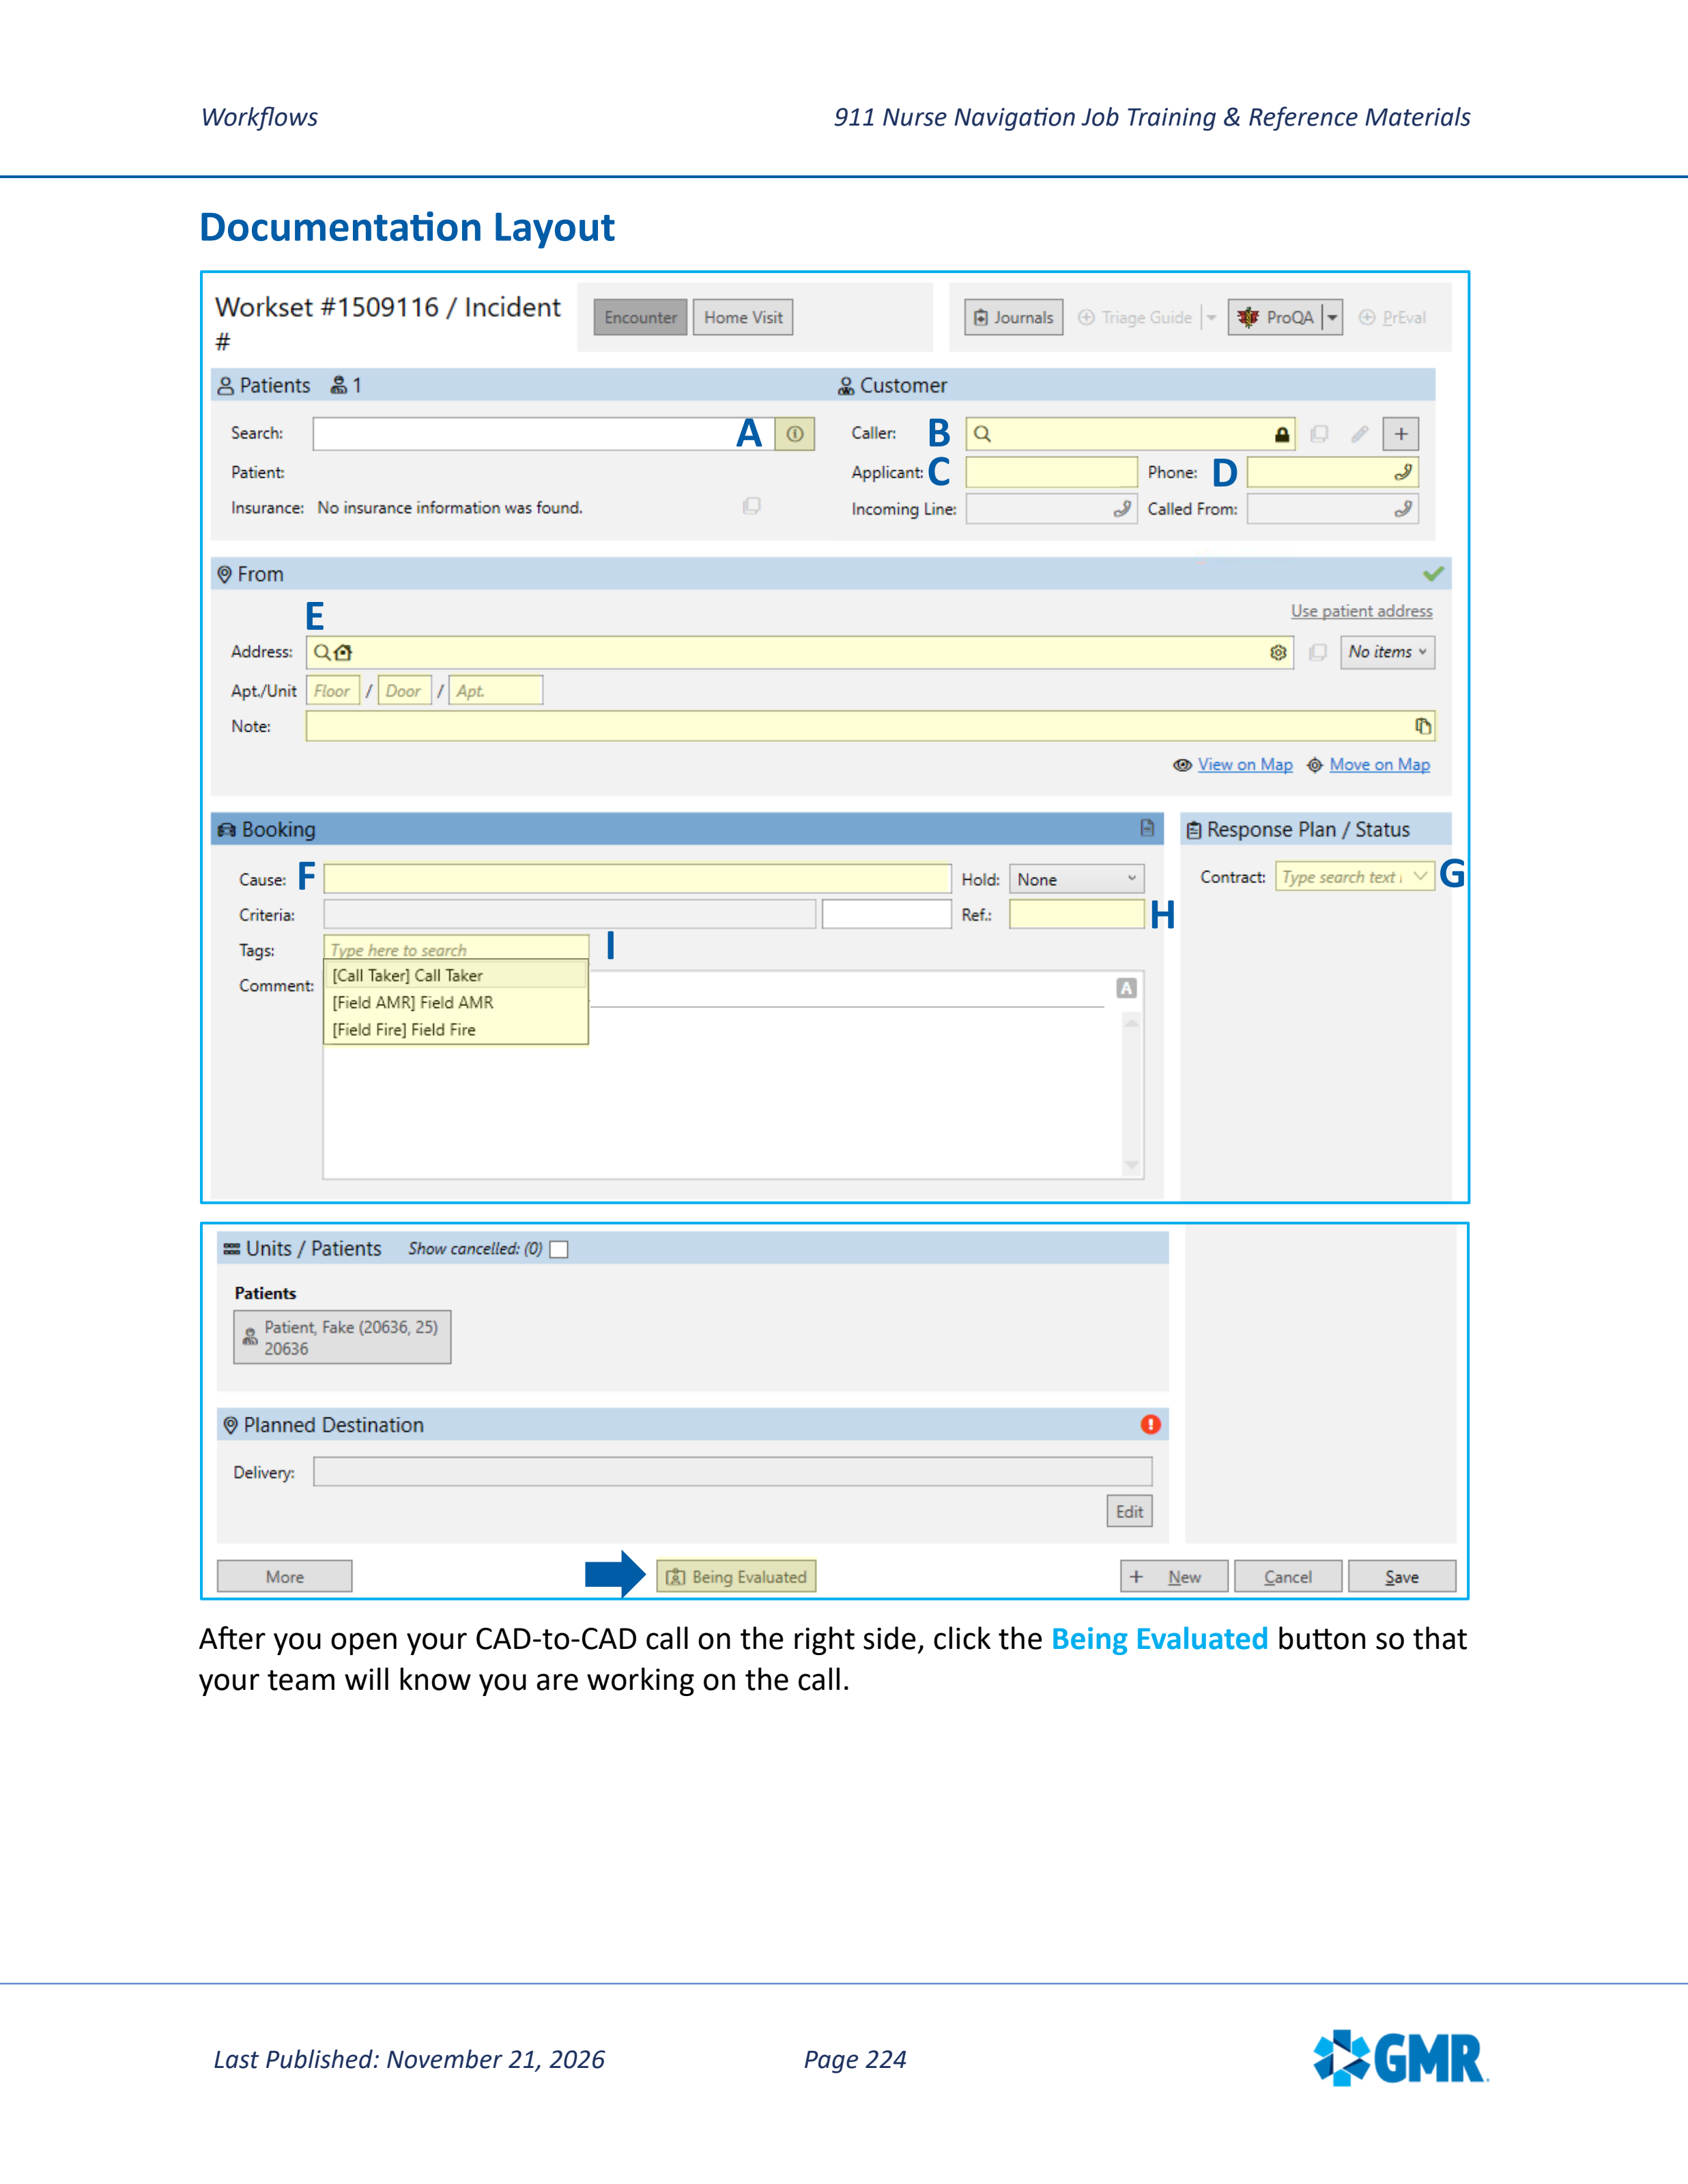 Workflows
911 Nurse Navigation Job Training & Reference Materials
Documentation Layout
Workset #1509116 / Incident
#
Encounter
Home Visit
Journals
Triage Guide
ProQA
PrEval
Patients 1
Customer
Search:
A
Caller: B
Patient:
Applicant: C
Phone: D
Insurance: No insurance information was found.
Incoming Line:
Called From:
From
E
Use patient address
Address:
No items
Apt./Unit Floor / Door / Apt.
Note:
View on Map Move on Map
Booking
Response Plan / Status
Cause: F
Hold: None
Contract: Type search text G
Criteria:
Ref.: H
Tags: Type here to search I
[Call Taker] Call Taker
Comment:
A
[Field AMR] Field AMR
[Field Fire] Field Fire
Units / Patients Show cancelled: (0)
Patients
Patient, Fake (20636, 25)
20636
Planned Destination
Delivery:
Edit
More
Being Evaluated
+ New
Cancel
Save
After you open your CAD-to-CAD call on the right side, click the Being Evaluated button so that
your team will know you are working on the call.
Last Published: November 21, 2026
Page 224
GMR